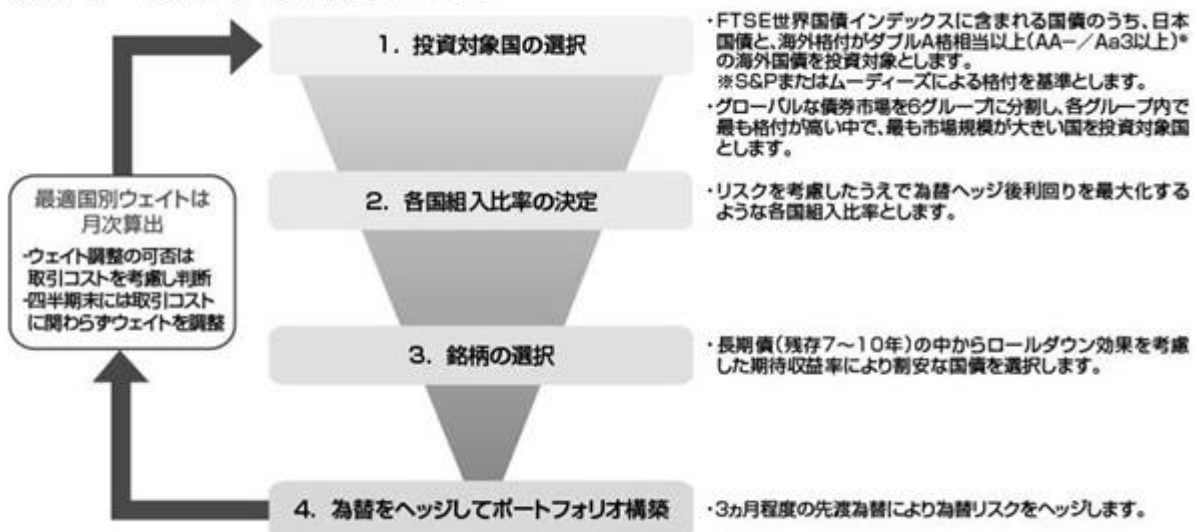 1. 投資対象国の選択
・FTSE世界国債インデックスに含まれる国債のうち、日本
国債と、海外格付がダブルA格相当以上(AA-/Aa3以上)※
の海外国債を投資対象とします。
※S&Pまたはムーディーズによる格付を基準とします。
・グローバルな債券市場を6グループに分割し、各グループ内で
最も格付が高い中で、最も市場規模が大きい国を投資対象国
とします。
最適国別ウェイトは
月次算出
・ウェイト調整の可否は
取引コストを考慮し判断
・四半期末には取引コスト
に関わらずウェイトを調整
2. 各国組入比率の決定
・リスクを考慮したうえで為替ヘッジ後利回りを最大化する
ような各国組入比率とします。
3. 銘柄の選択
・長期債(残存7~10年)の中からロールダウン効果を考慮
した期待収益率により割安な国債を選択します。
4. 為替をヘッジしてポートフォリオ構築
・3ヵ月程度の先渡為替により為替リスクをヘッジします。